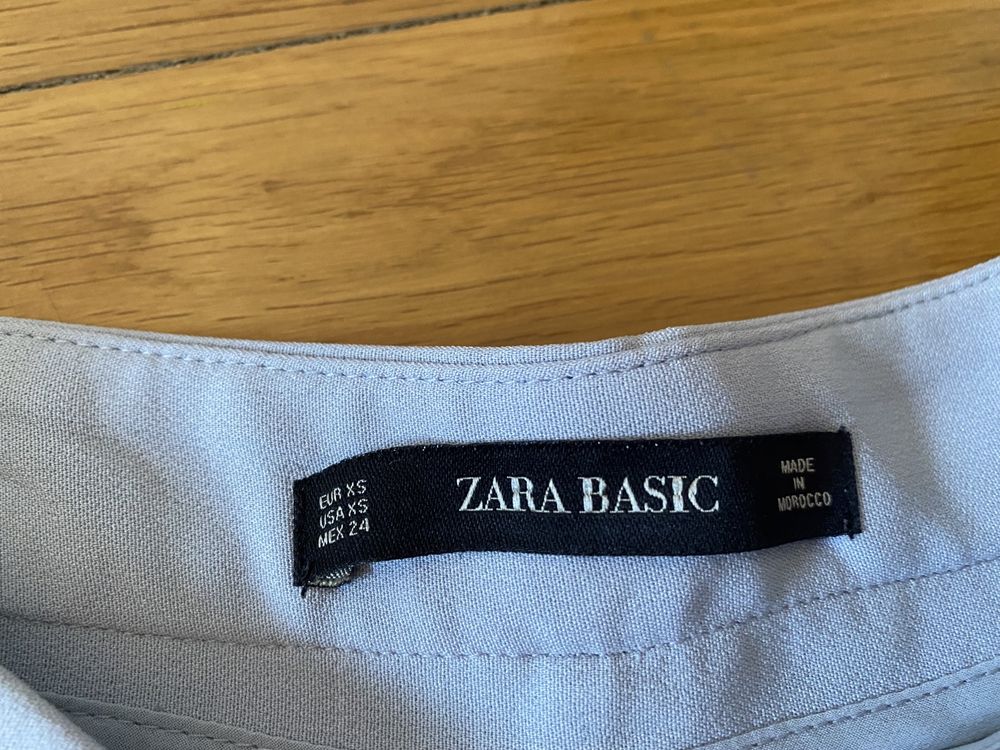 EUR XS
USA XS
MEX 24
ZARA BASIC
MADE
IN
MOROCCO